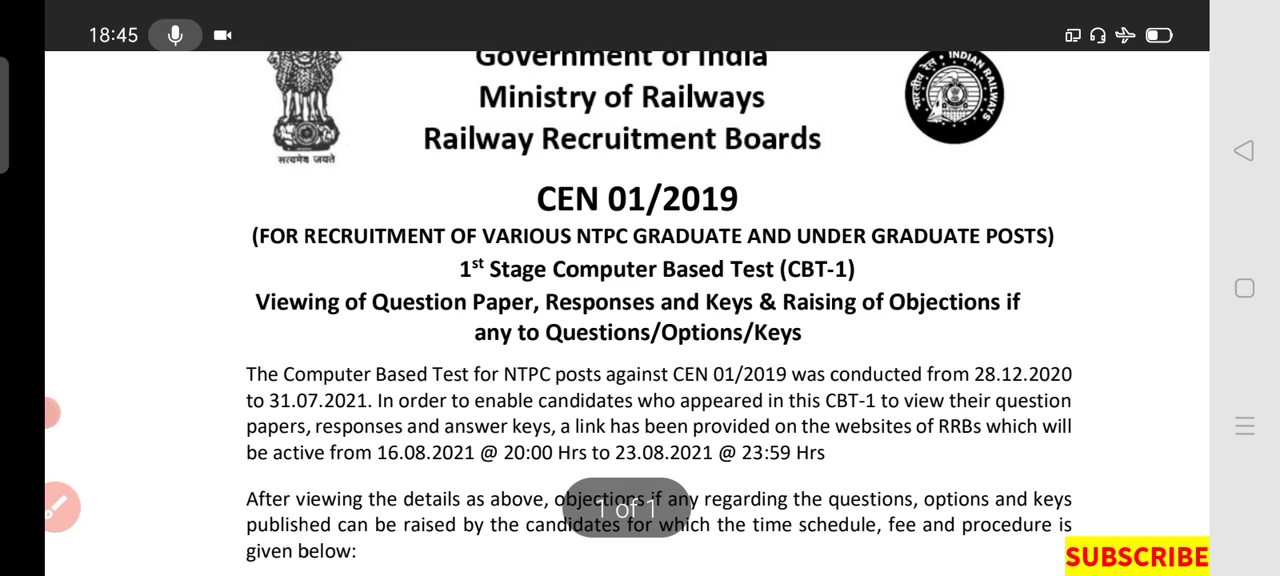 18:45
Government of India
Ministry of Railways
Railway Recruitment Boards
सत्यमेव जयते
भारतीय रेल • INDIAN RAILWAYS
CEN 01/2019
(FOR RECRUITMENT OF VARIOUS NTPC GRADUATE AND UNDER GRADUATE POSTS)
1st Stage Computer Based Test (CBT-1)
Viewing of Question Paper, Responses and Keys & Raising of Objections if
any to Questions/Options/Keys
The Computer Based Test for NTPC posts against CEN 01/2019 was conducted from 28.12.2020
to 31.07.2021. In order to enable candidates who appeared in this CBT-1 to view their question
papers, responses and answer keys, a link has been provided on the websites of RRBs which will
be active from 16.08.2021 @ 20:00 Hrs to 23.08.2021 @ 23:59 Hrs
After viewing the details as above, objections if any regarding the questions, options and keys
published can be raised by the candidates for which the time schedule, fee and procedure is
given below:
1 of 1
SUBSCRIBE